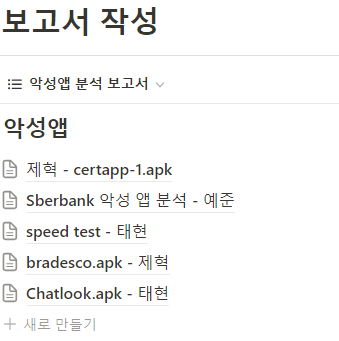 보고서 작성
악성앱 분석 보고서
악성앱
제혁 - certapp-1.apk
Sberbank 악성 앱 분석 - 예준
speed test - 태현
bradesco.apk - 제혁
Chatlook.apk - 태현
새로 만들기